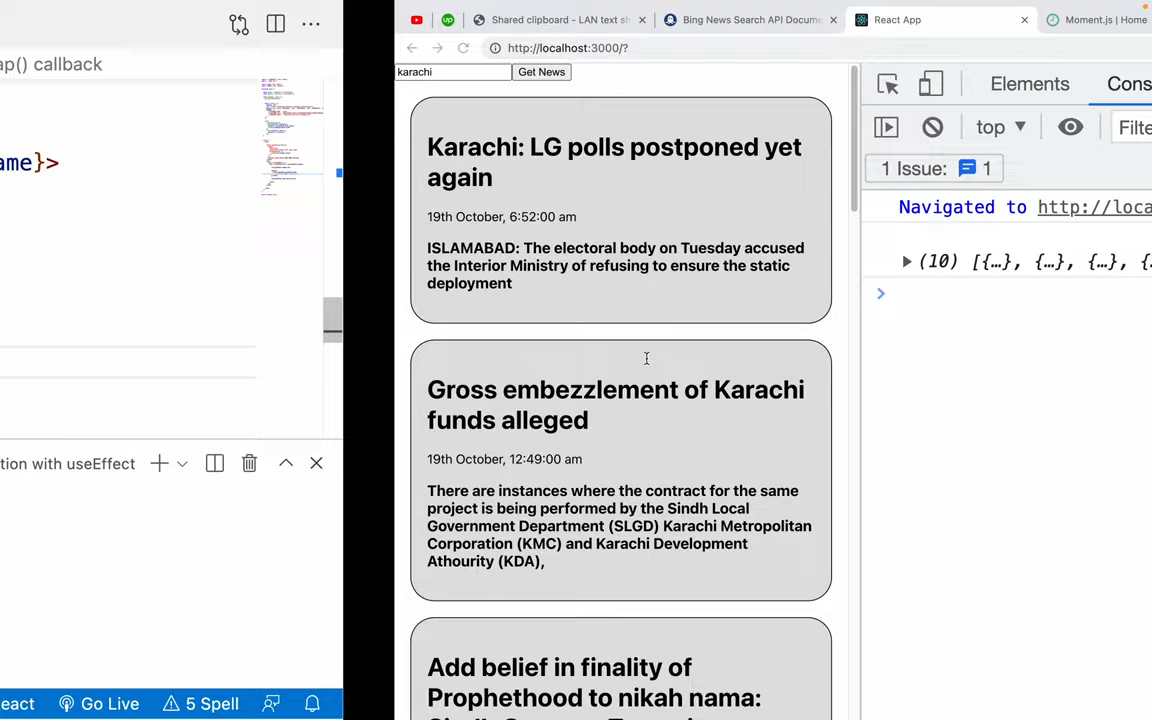 ap() callback
ame}>
tion with useEffect
eact
Go Live
5 Spell
up
Shared clipboard - LAN text sh
Bing News Search API Docume
React App
Moment.js | Home
http://localhost:3000/?
karachi
Get News
Karachi: LG polls postponed yet
again
19th October, 6:52:00 am
ISLAMABAD: The electoral body on Tuesday accused
the Interior Ministry of refusing to ensure the static
deployment
Gross embezzlement of Karachi
funds alleged
19th October, 12:49:00 am
There are instances where the contract for the same
project is being performed by the Sindh Local
Government Department (SLGD) Karachi Metropolitan
Corporation (KMC) and Karachi Development
Athourity (KDA),
Add belief in finality of
Prophethood to nikah nama:
Elements
Cons
top
Filte
1 Issue:
1
Navigated to http://loca
(10) [{…}, {…}, {…}, {…